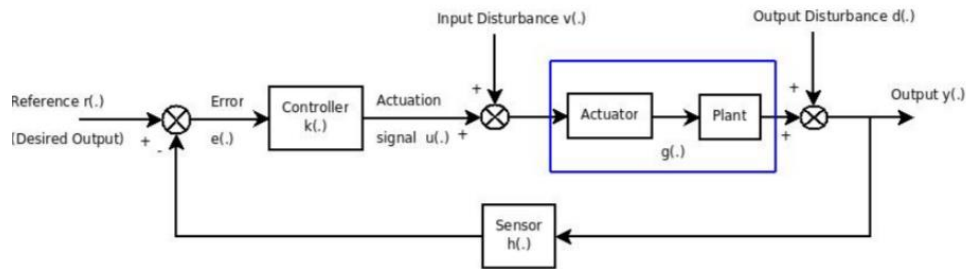 Input Disturbance v(.)
Output Disturbance d(.)
Reference r(.)
(Desired Output)
+
-
Error
e(.)
Controller
k(.)
Actuation
signal u(.)
+
+
Actuator
Plant
g(.)
+
+
Output y(.)
Sensor
h(.)